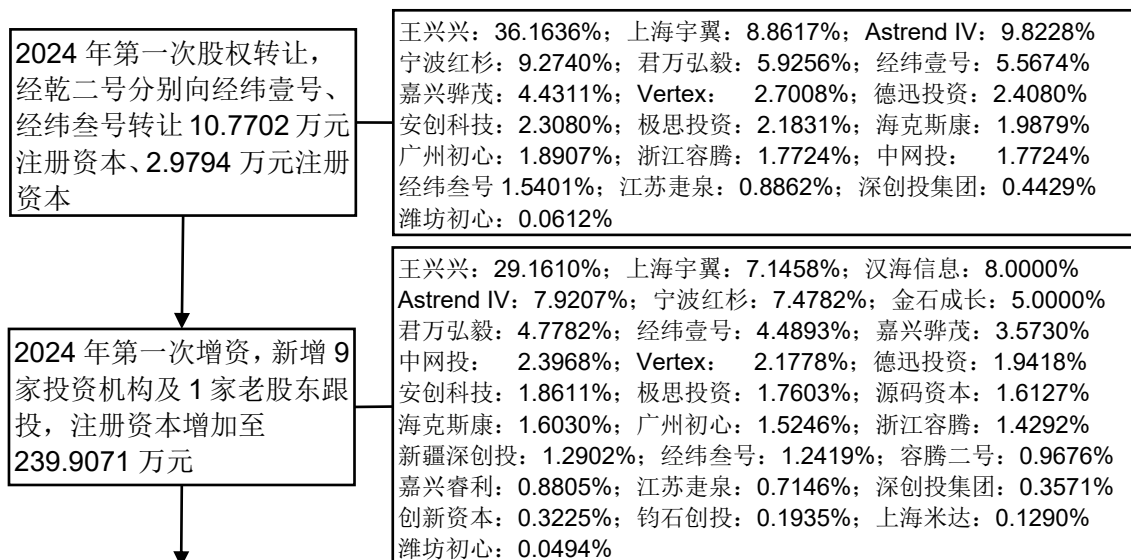 2024 年第一次股权转让，
经乾二号分别向经纬壹号、
经纬叁号转让 10.7702 万元
注册资本、2.9794 万元注册
资本
王兴兴：36.1636%；上海宇翼：8.8617%；Astrend IV：9.8228%
宁波红杉：9.2740%；君万弘毅：5.9256%；经纬壹号：5.5674%
嘉兴骅茂：4.4311%；Vertex： 2.7008%；德迅投资：2.4080%
安创科技：2.3080%；极思投资：2.1831%；海克斯康：1.9879%
广州初心：1.8907%；浙江容腾：1.7724%；中网投： 1.7724%
经纬叁号 1.5401%；江苏疌泉：0.8862%；深创投集团：0.4429%
潍坊初心：0.0612%
2024 年第一次增资，新增 9
家投资机构及 1 家老股东跟
投，注册资本增加至
239.9071 万元
王兴兴：29.1610%；上海宇翼：7.1458%；汉海信息：8.0000%
Astrend IV：7.9207%；宁波红杉：7.4782%；金石成长：5.0000%
君万弘毅：4.7782%；经纬壹号：4.4893%；嘉兴骅茂：3.5730%
中网投： 2.3968%；Vertex： 2.1778%；德迅投资：1.9418%
安创科技：1.8611%；极思投资：1.7603%；源码资本：1.6127%
海克斯康：1.6030%；广州初心：1.5246%；浙江容腾：1.4292%
新疆深创投：1.2902%；经纬叁号：1.2419%；容腾二号：0.9676%
嘉兴睿利：0.8805%；江苏疌泉：0.7146%；深创投集团：0.3571%
创新资本：0.3225%；钧石创投：0.1935%；上海米达：0.1290%
潍坊初心：0.0494%